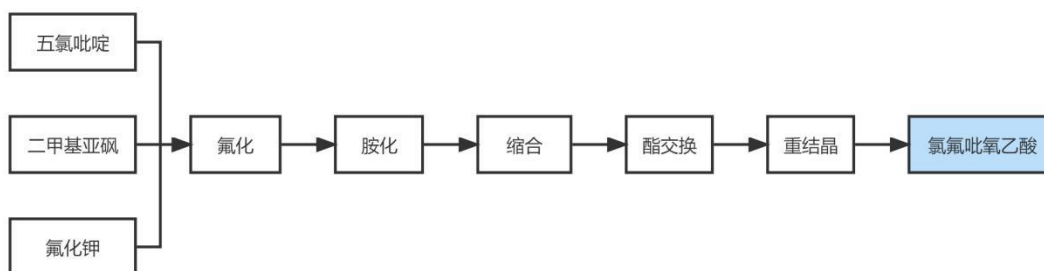 五氯吡啶
二甲基亚砜
氟化钾
氟化
胺化
缩合
酯交换
重结晶
氯氟吡氧乙酸